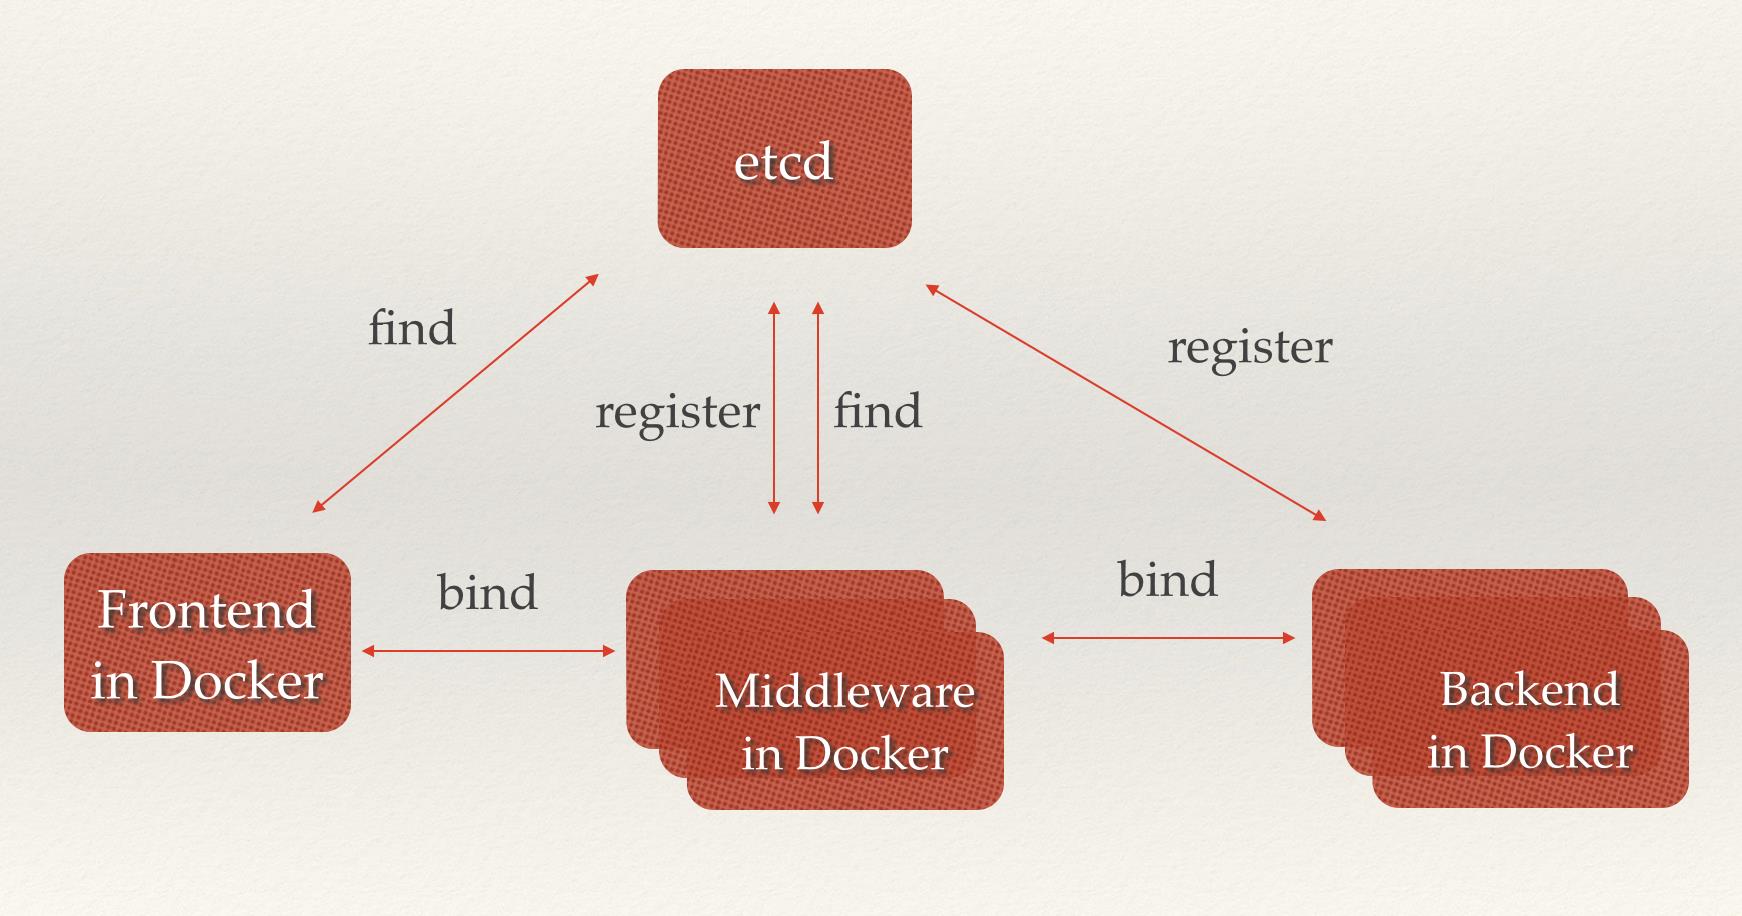 etcd
find
register
register
find
bind
bind
Frontend
in Docker
Middleware
in Docker
Backend
in Docker